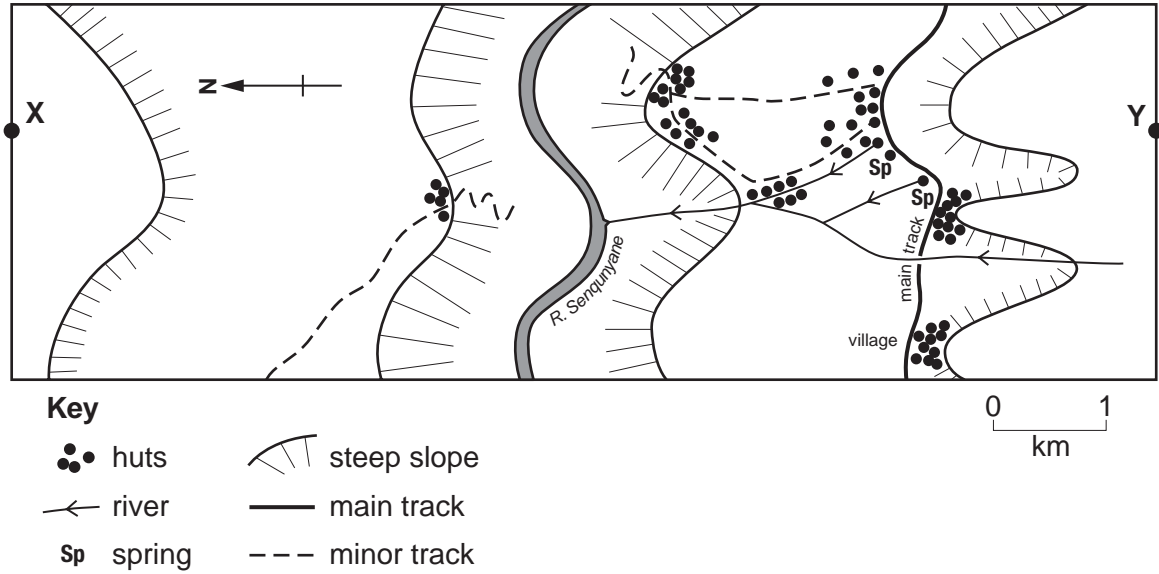 X
N
Y
Sp
Sp
main track
R. Senqunyane
village
Key
huts
river
Sp spring
steep slope
main track
minor track
0 1
km